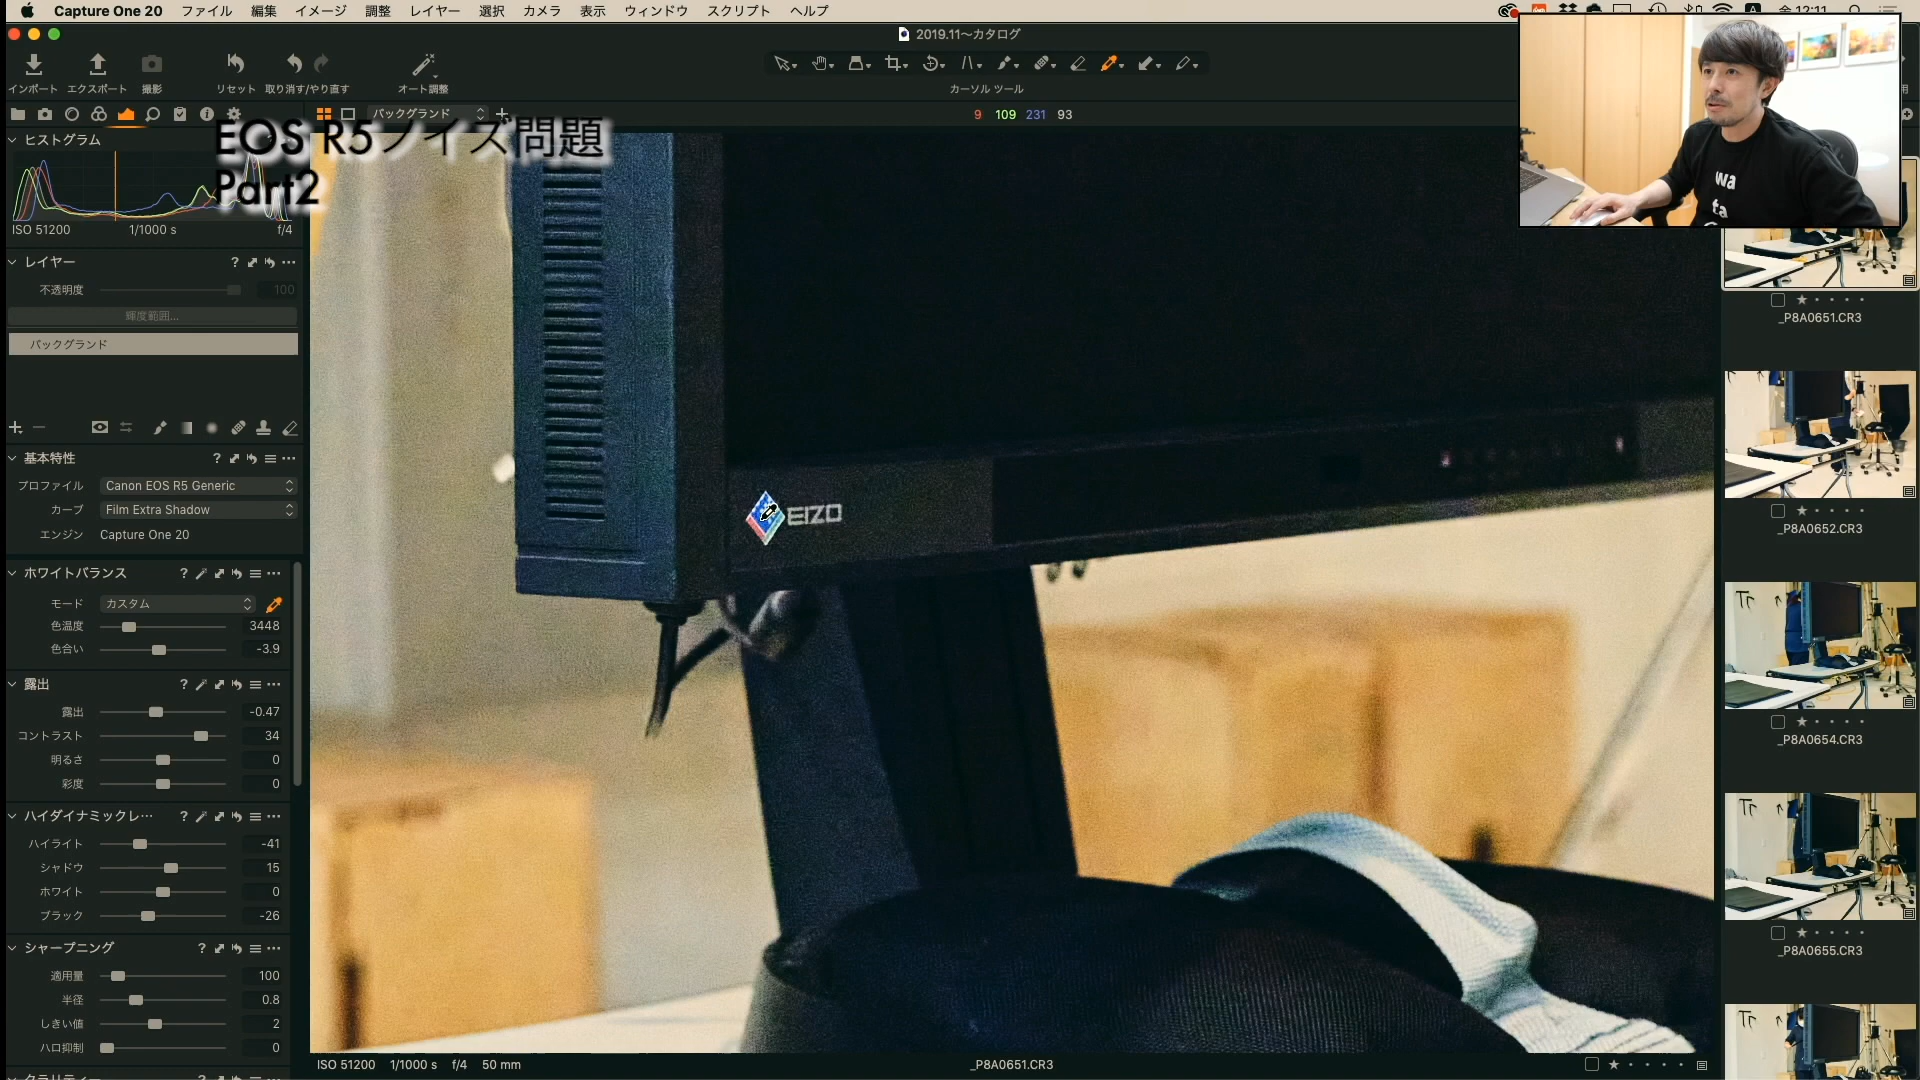 Capture One 20 ファイル 編集 イメージ 調整 レイヤー 選択 カメラ 表示 ウィンドウ スクリプト ヘルプ
金 12:11
2019.11〜カタログ
インポート エクスポート 撮影 リセット 取り消す/やり直す オート調整 カーソル ツール
バックグランド
9 109 231 93
EOS R5ノイズ問題
Part2
ヒストグラム
ISO 51200 1/1000 s f/4
レイヤー
不透明度 100
輝度範囲...
バックグランド
基本特性
プロファイル Canon EOS R5 Generic
カーブ Film Extra Shadow
エンジン Capture One 20
ホワイトバランス
モード カスタム
色温度 3448
色合い -3.9
露出
露出 -0.47
コントラスト 34
明るさ 0
彩度 0
ハイダイナミックレ…
ハイライト -41
シャドウ 15
ホワイト 0
ブラック -26
シャープニング
適用量 100
半径 0.8
しきい値 2
ハロ抑制 0
クラリティー
EIZO
wa
ta
ISO 51200 1/1000 s f/4 50 mm
_P8A0651.CR3
_P8A0651.CR3
_P8A0652.CR3
_P8A0654.CR3
_P8A0655.CR3